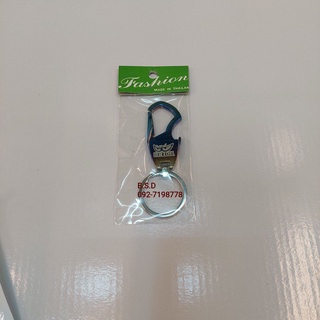 Fashion
MADE IN THAILAND
B.S.D
092-7198778